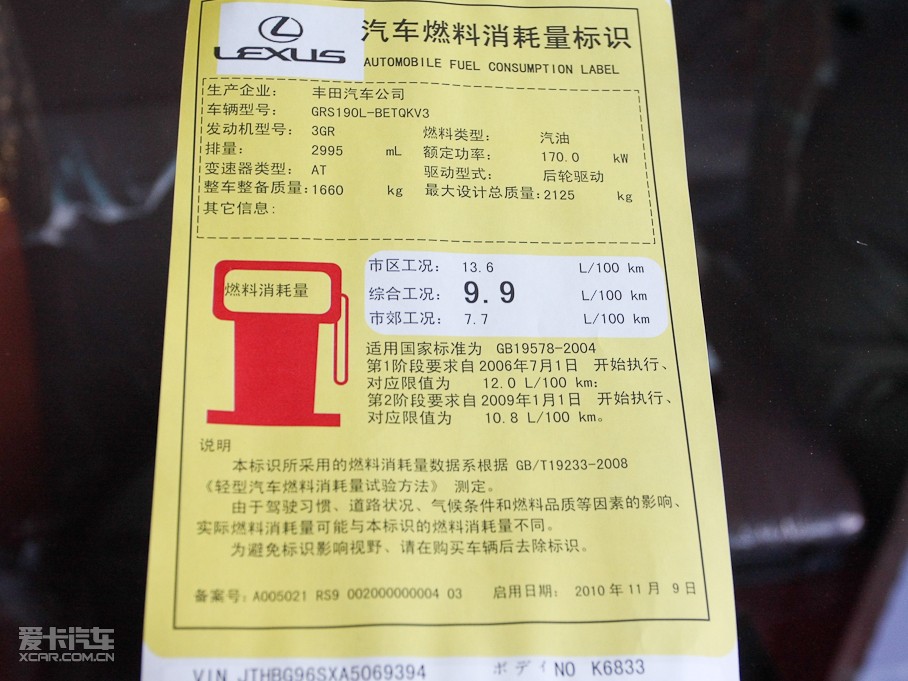 LEXUS
汽车燃料消耗量标识
AUTOMOBILE FUEL CONSUMPTION LABEL
生产企业: 丰田汽车公司
车辆型号: GRS190L-BETQKV3
发动机型号: 3GR 燃料类型: 汽油
排量: 2995 mL 额定功率: 170.0 kW
变速器类型: AT 驱动型式: 后轮驱动
整车整备质量: 1660 kg 最大设计总质量: 2125 kg
其它信息:
燃料消耗量
市区工况: 13.6 L/100 km
综合工况: 9.9 L/100 km
市郊工况: 7.7 L/100 km
适用国家标准为 GB19578-2004
第1阶段要求自2006年7月1日 开始执行、
对应限值为 12.0 L/100 km:
第2阶段要求自2009年1月1日 开始执行、
对应限值为 10.8 L/100 km。
说明
本标识所采用的燃料消耗量数据系根据 GB/T19233-2008
《轻型汽车燃料消耗量试验方法》 测定。
由于驾驶习惯、道路状况、气候条件和燃料品质等因素的影响、
实际燃料消耗量可能与本标识的燃料消耗量不同。
为避免标识影响视野、请在购买车辆后去除标识。
备案号: A005021 RS9 002000000004 03 启用日期: 2010 年 11 月 9 日
VIN JTHBG96SXA5069394 ボディ NO K6833
爱卡汽车
XCAR.COM.CN